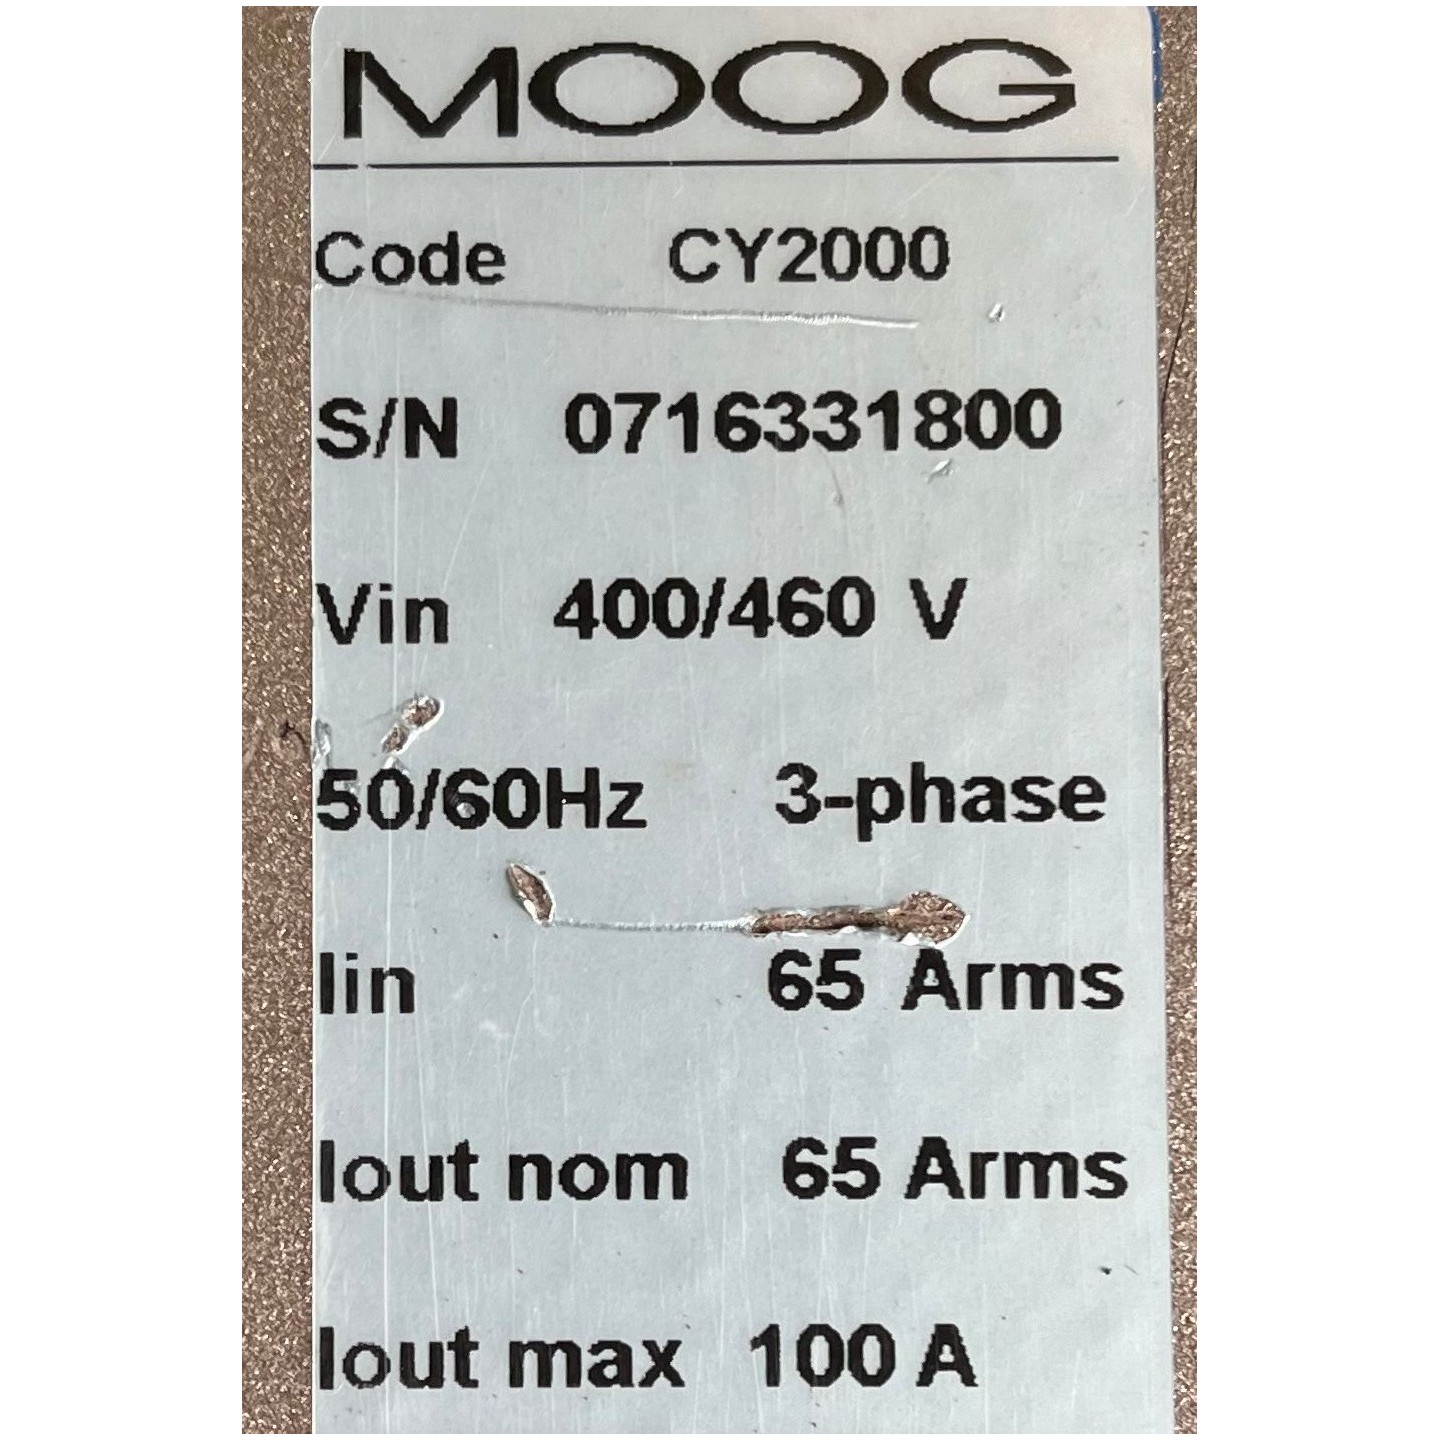 MOOG
Code CY2000
S/N 0716331800
Vin 400/460 V
50/60Hz 3-phase
Iin 65 Arms
Iout nom 65 Arms
Iout max 100 A